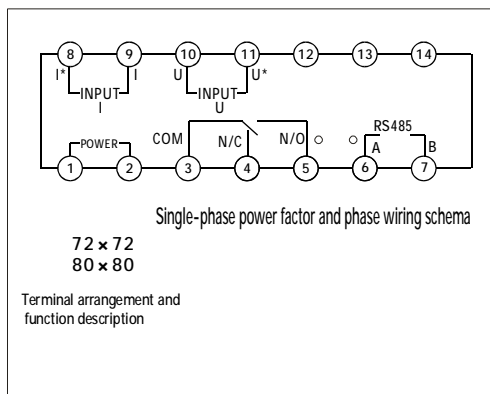 8 9 10 11 12 13 14
I* I U U*
INPUT INPUT
I U
RS485
POWER COM N/C N/O A B
1 2 3 4 5 6 7
Single-phase power factor and phase wiring schema
72×72
80×80
Terminal arrangement and
function description